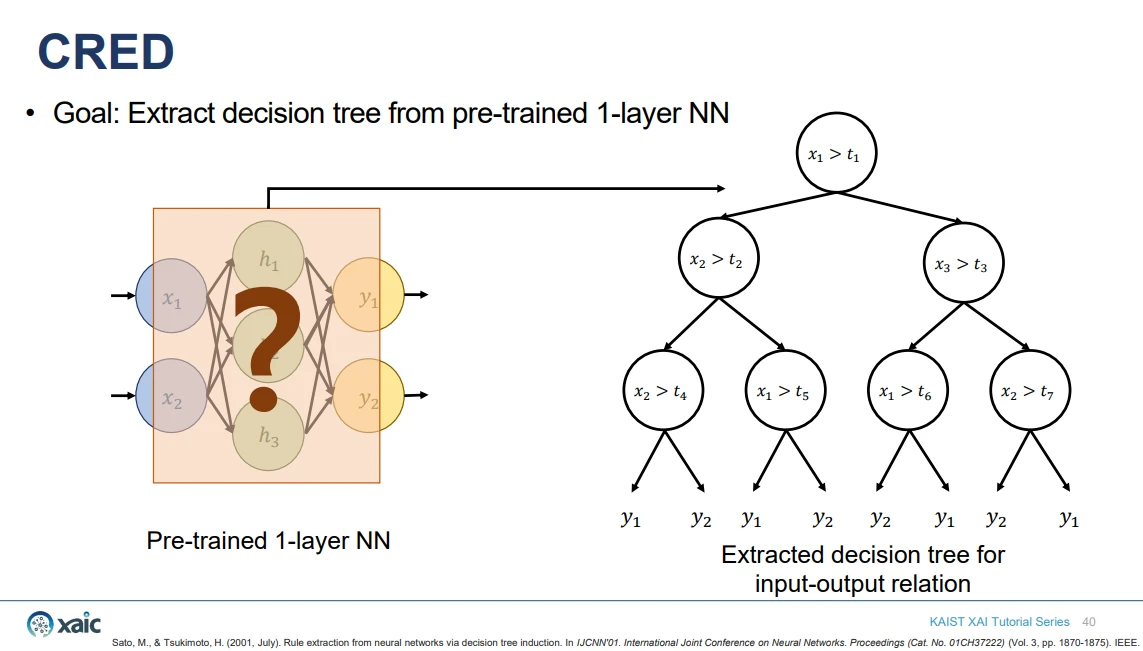 CRED
• Goal: Extract decision tree from pre-trained 1-layer NN
x₁ > t₁
x₂ > t₂
x₃ > t₃
h₁
x₁
y₁
?
x₂
y₂
h₃
x₂ > t₄
x₁ > t₅
x₁ > t₆
x₂ > t₇
y₁ y₂ y₁ y₂ y₂ y₁ y₂ y₁
Pre-trained 1-layer NN
Extracted decision tree for
input-output relation
xaic
KAIST XAI Tutorial Series 40
Sato, M., & Tsukimoto, H. (2001, July). Rule extraction from neural networks via decision tree induction. In IJCNN'01. International Joint Conference on Neural Networks. Proceedings (Cat. No. 01CH37222) (Vol. 3, pp. 1870-1875). IEEE.